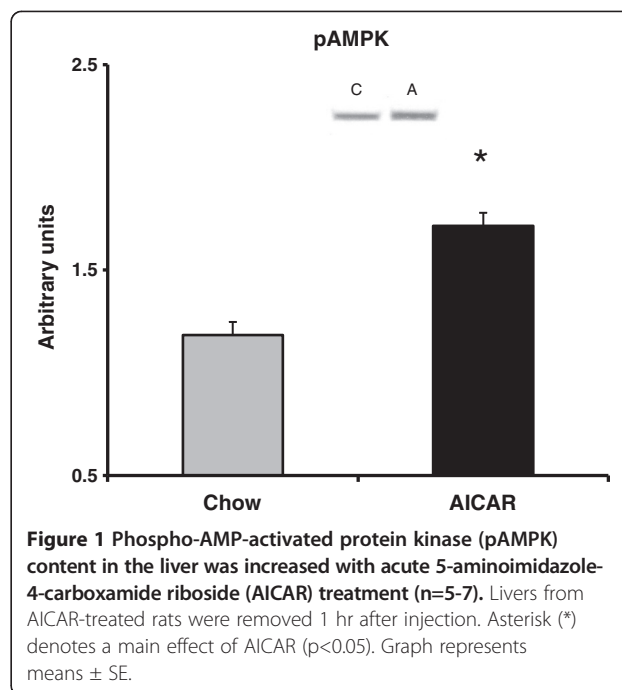 pAMPK
2.5
C A
*
Arbitrary units
1.5
0.5
Chow AICAR
Figure 1 Phospho-AMP-activated protein kinase (pAMPK)
content in the liver was increased with acute 5-aminoimidazole-
4-carboxamide riboside (AICAR) treatment (n=5-7). Livers from
AICAR-treated rats were removed 1 hr after injection. Asterisk (*)
denotes a main effect of AICAR (p<0.05). Graph represents
means ± SE.